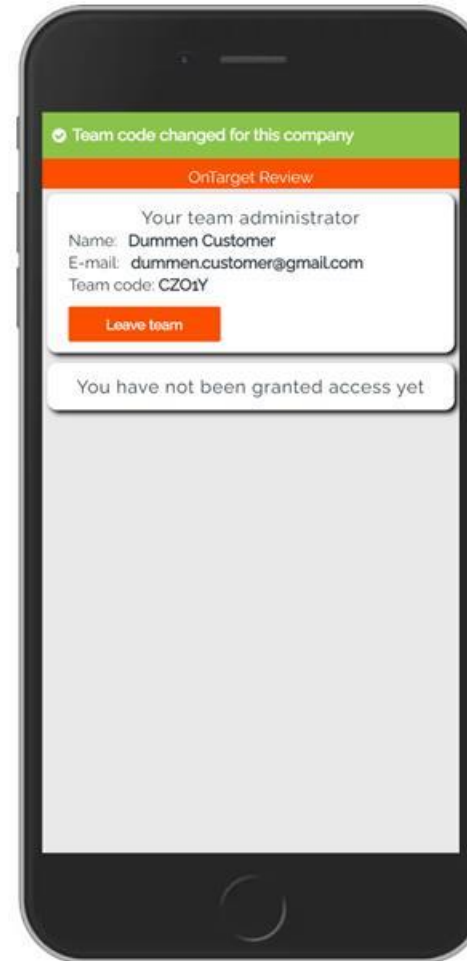 Team code changed for this company
OnTarget Review
Your team administrator
Name: Dummen Customer
E-mail: dummen.customer@gmail.com
Team code: CZO1Y
Leave team
You have not been granted access yet